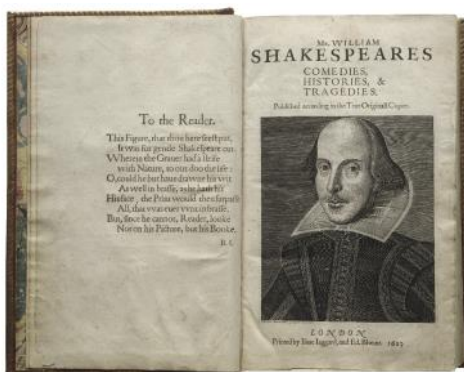 To the Reader.
This Figure, that thou here seest put,
It was for gentle Shakespeare cut;
Wherein the Grauer had a strife
with Nature, to out-doo the life:
O, could he but haue drawne his wit
As well in brasse, as he hath hit
His face, the Print would then surpasse
All, that vvas euer vvrit in brasse.
But, since he cannot, Reader, looke
Not on his Picture, but his Booke.
B. I.
Mr. WILLIAM
SHAKESPEARES
COMEDIES,
HISTORIES, &
TRAGEDIES.
Published according to the True Originall Copies.
LONDON
Printed by Isaac Iaggard, and Ed. Blount. 1623